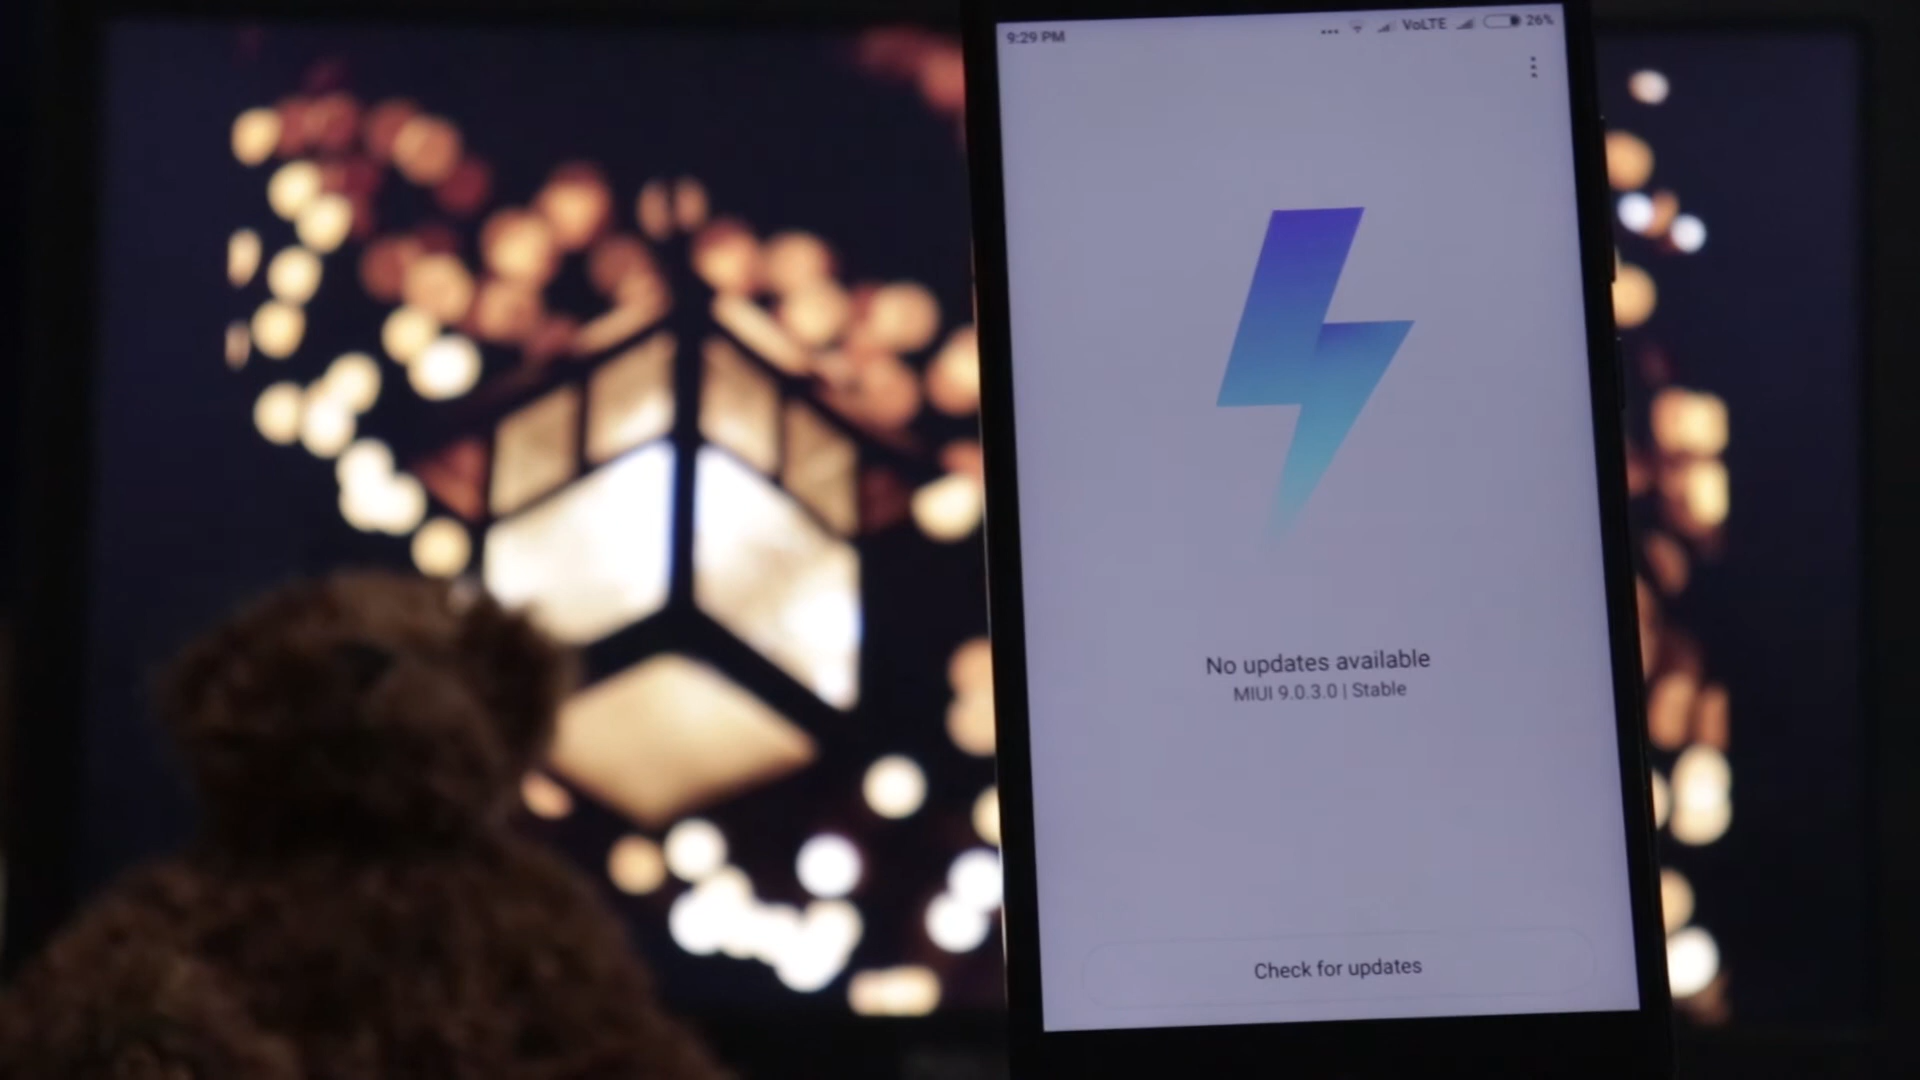 9:29 PM
VoLTE 26%
No updates available
MIUI 9.0.3.0 | Stable
Check for updates